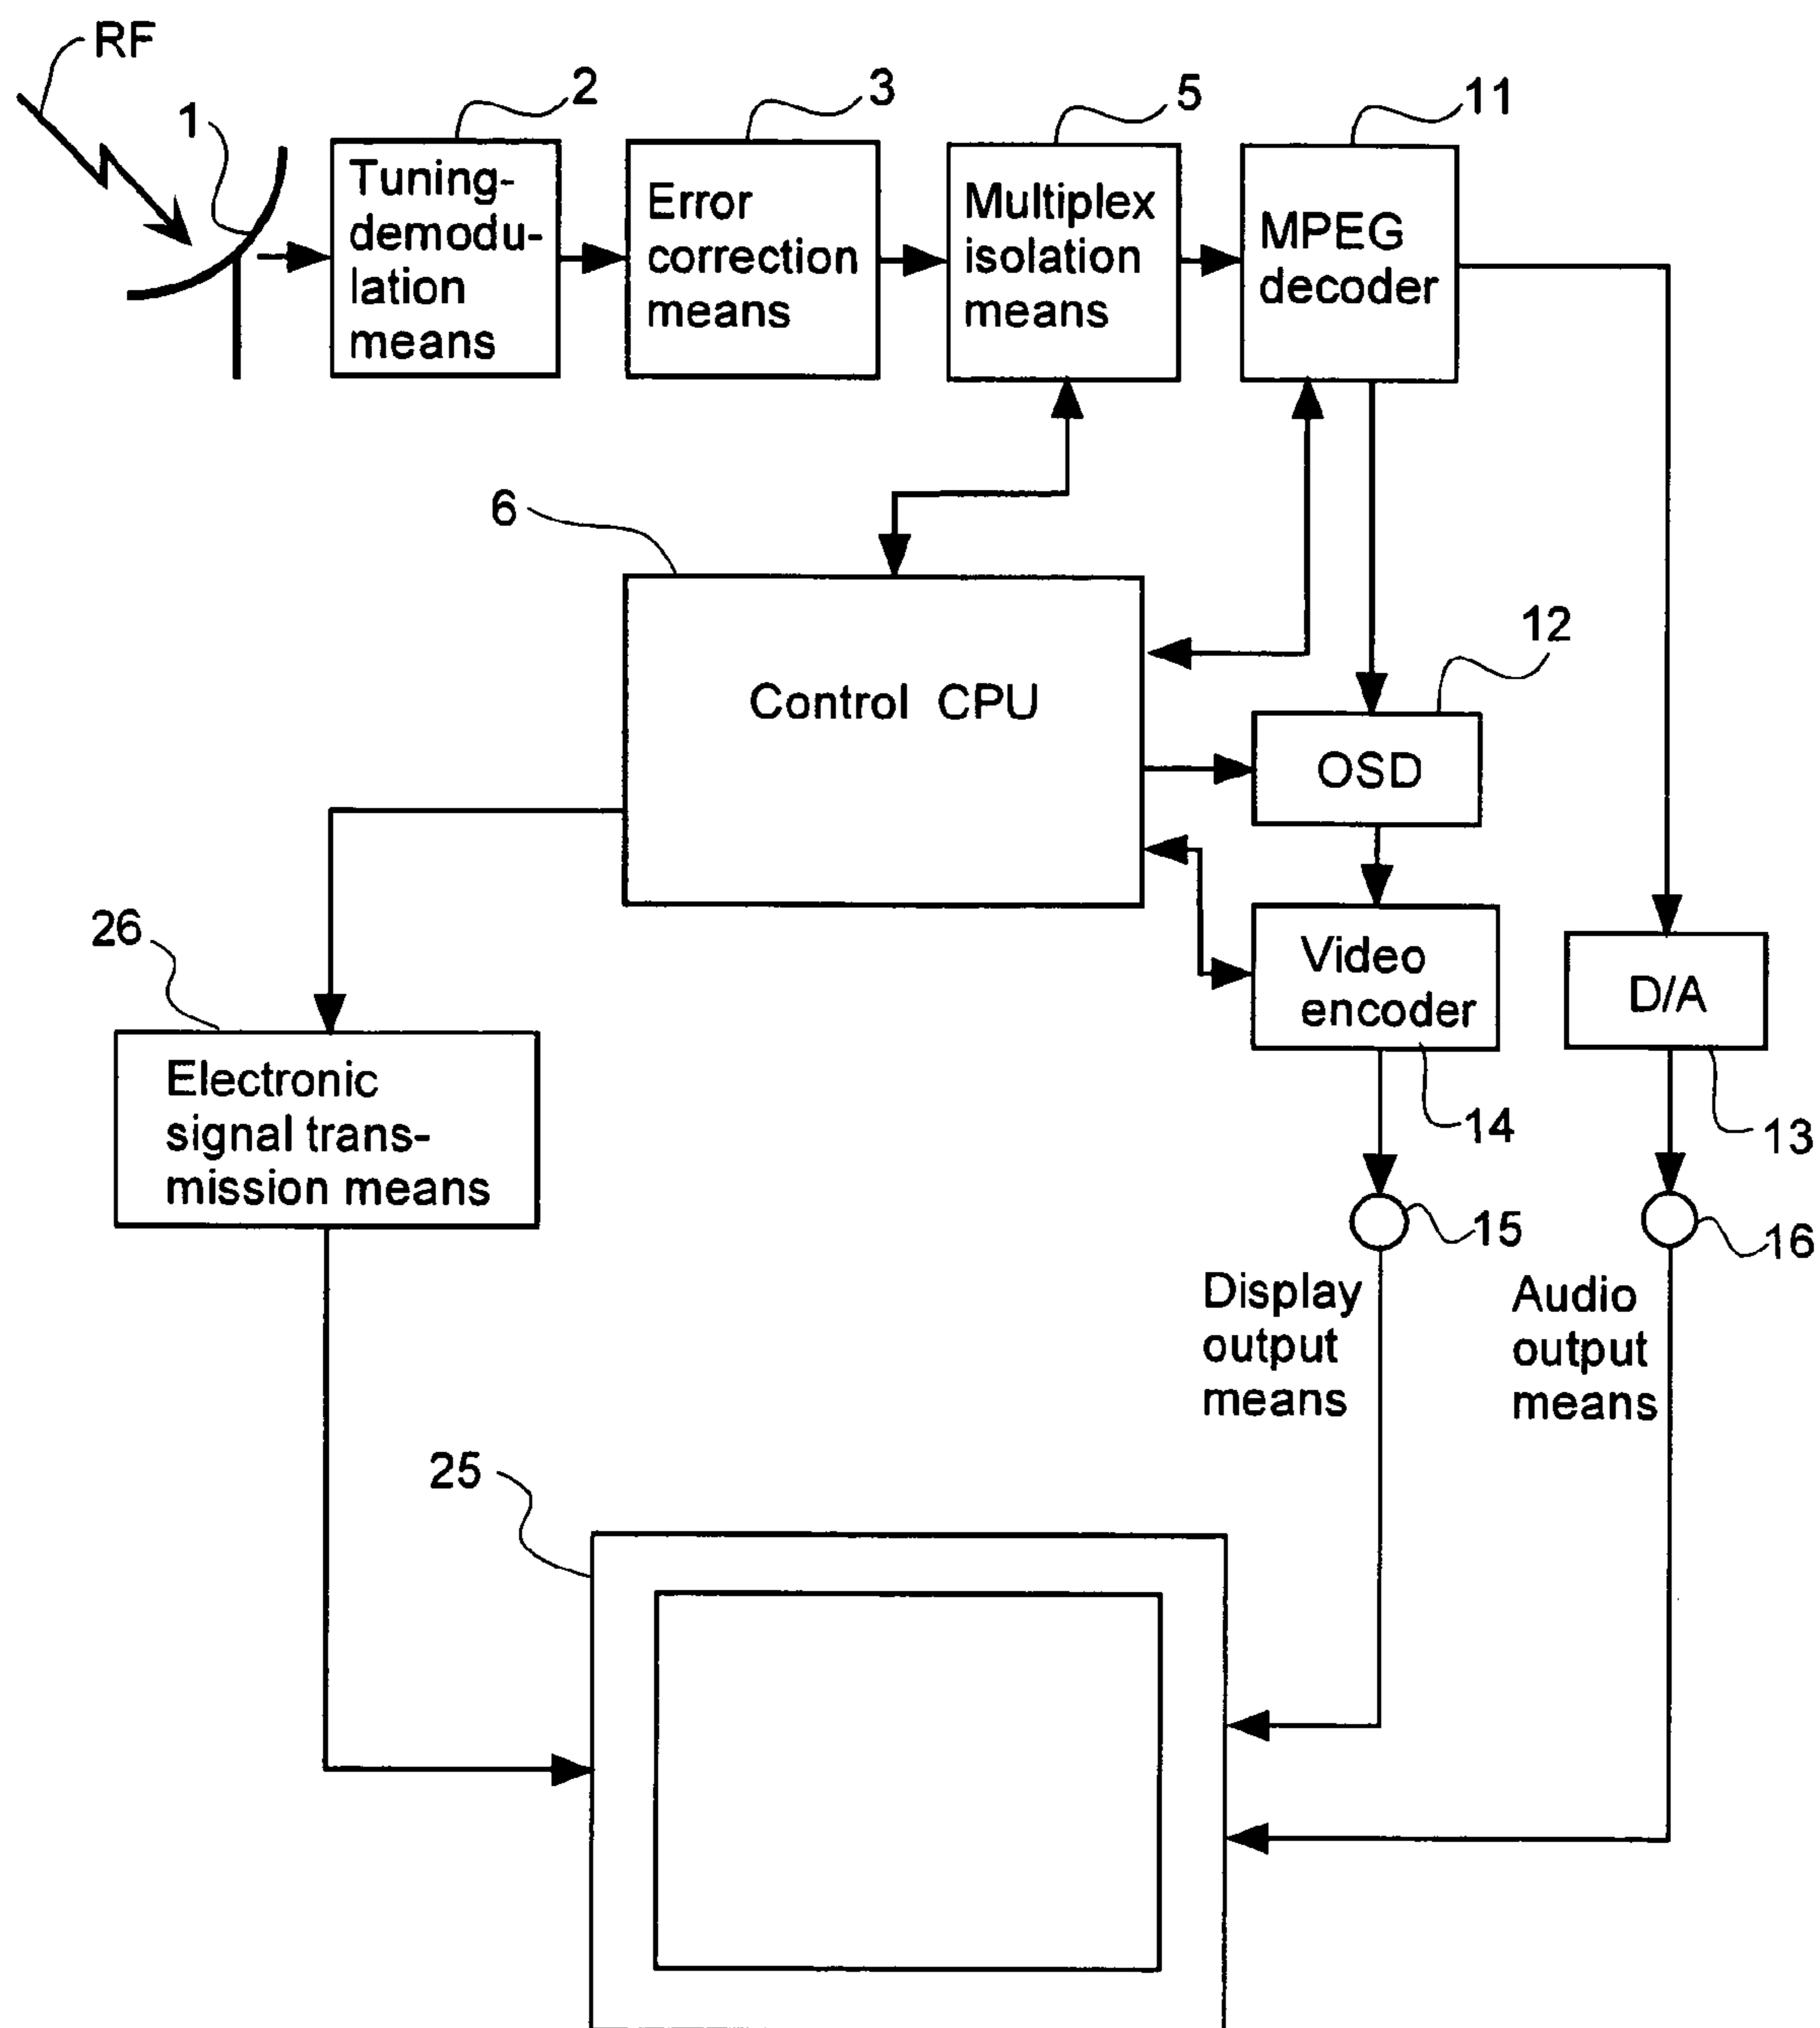 RF
1
2
3
5
11
Tuning-
demodu-
lation
means
Error
correction
means
Multiplex
isolation
means
MPEG
decoder
6
Control CPU
12
OSD
26
Electronic
signal trans-
mission means
Video
encoder
14
D/A
13
15
16
Display
output
means
Audio
output
means
25